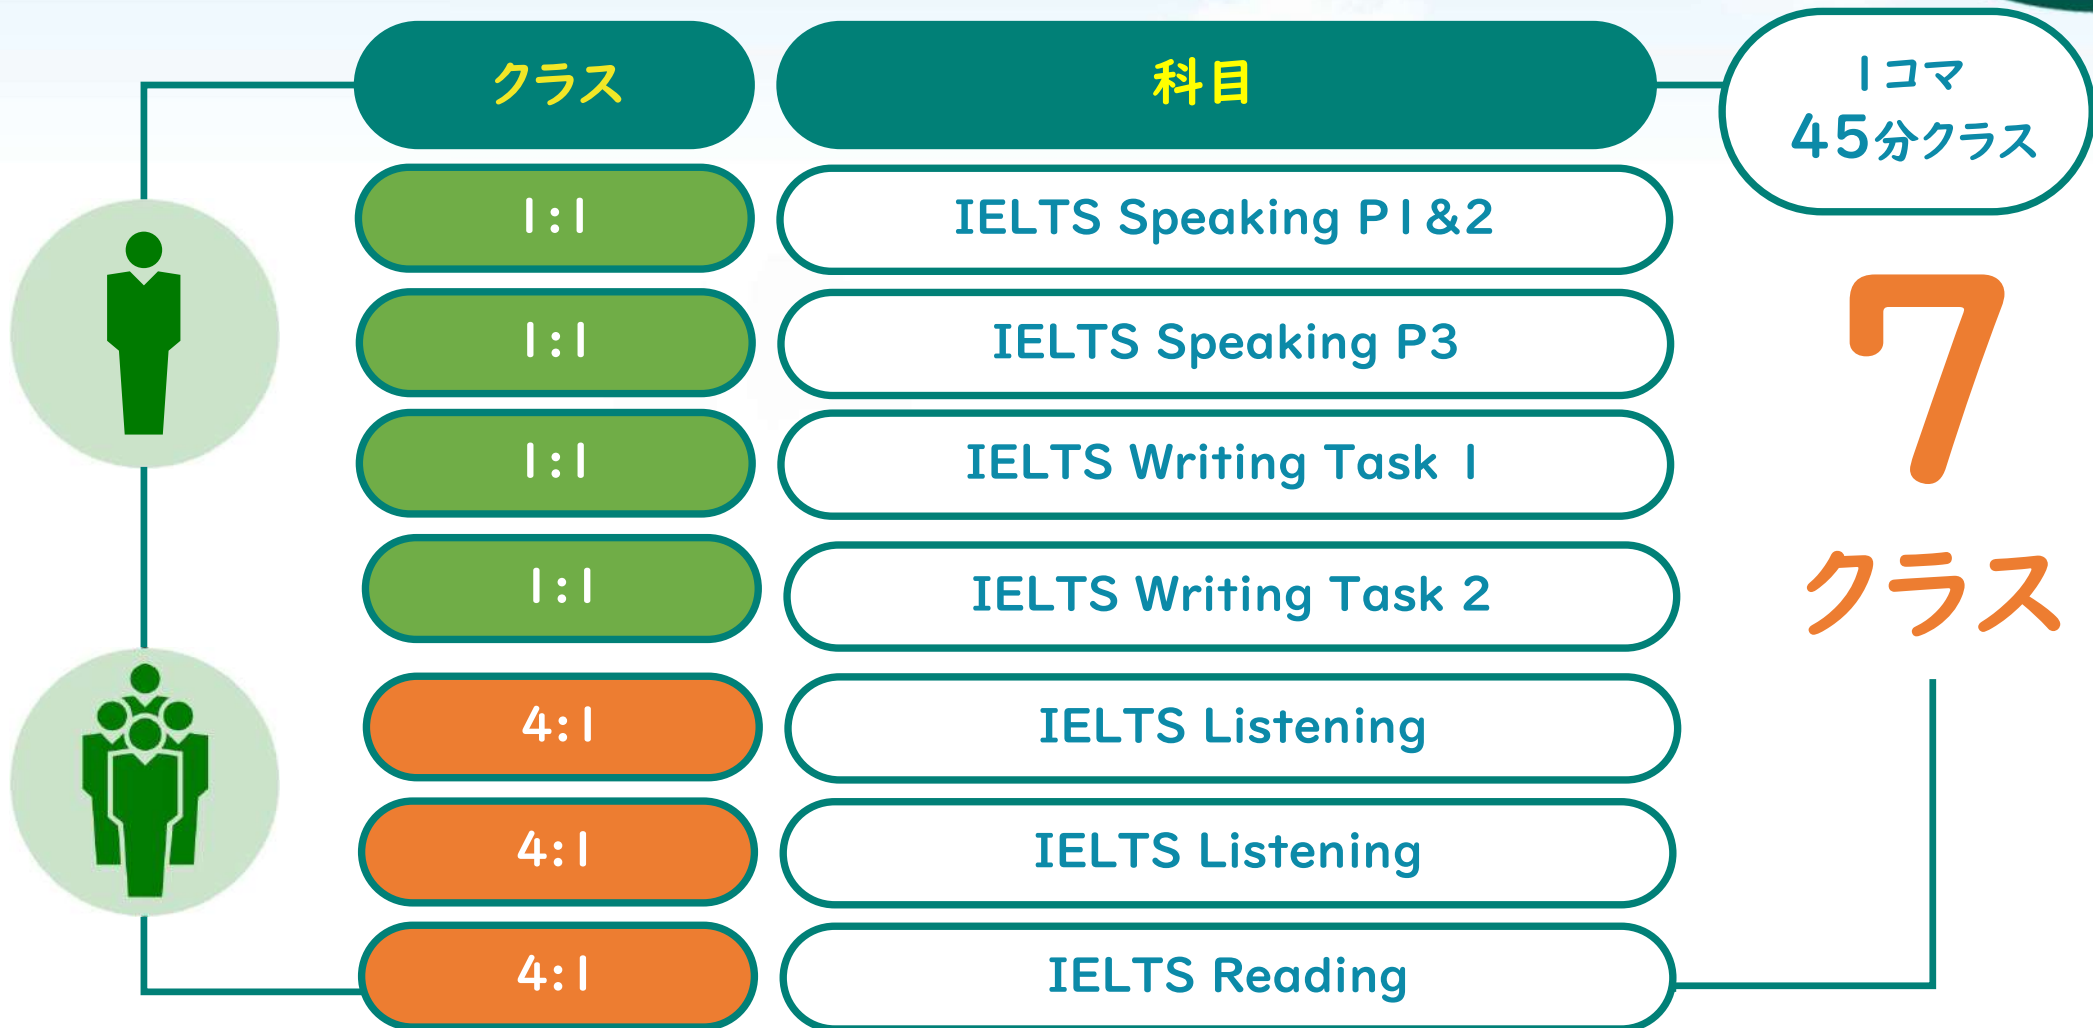 クラス 科目
1コマ
45分クラス
1:1 IELTS Speaking P1&2
1:1 IELTS Speaking P3
1:1 IELTS Writing Task 1
1:1 IELTS Writing Task 2
4:1 IELTS Listening
4:1 IELTS Listening
4:1 IELTS Reading
7
クラス